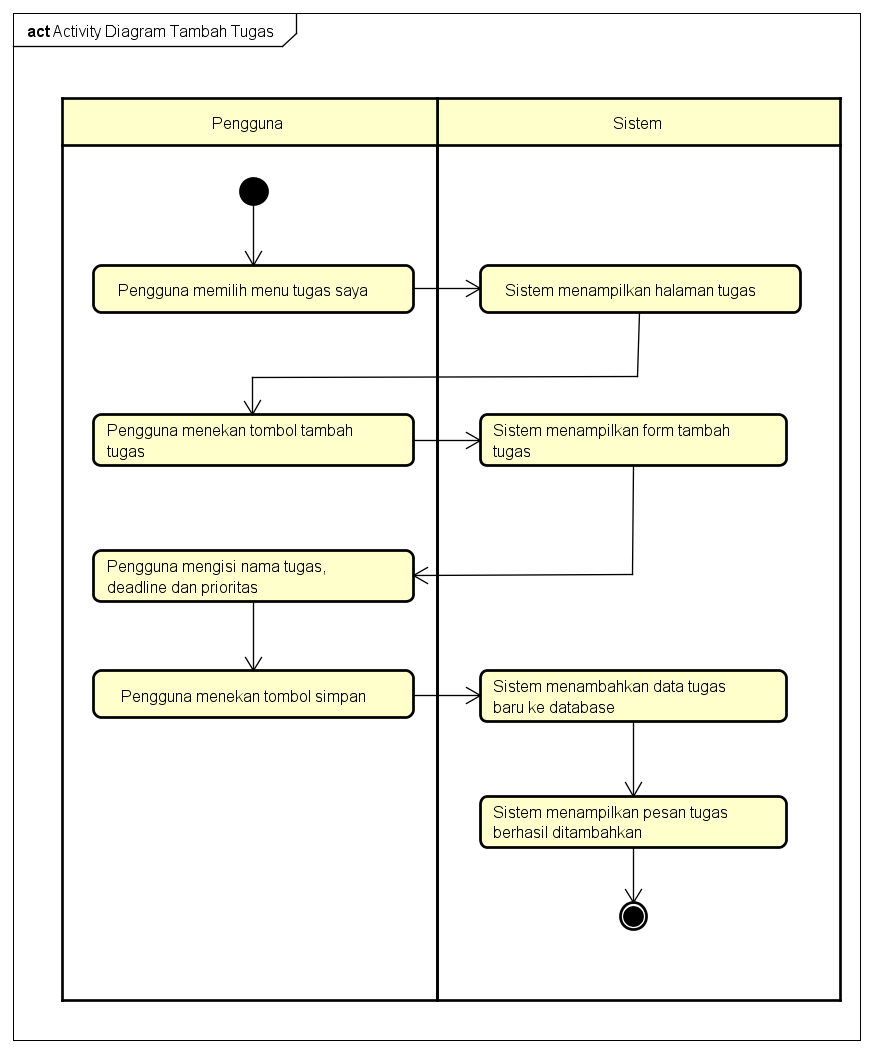 act Activity Diagram Tambah Tugas
Pengguna
Sistem
Pengguna memilih menu tugas saya
Sistem menampilkan halaman tugas
Pengguna menekan tombol tambah
tugas
Sistem menampilkan form tambah
tugas
Pengguna mengisi nama tugas,
deadline dan prioritas
Pengguna menekan tombol simpan
Sistem menambahkan data tugas
baru ke database
Sistem menampilkan pesan tugas
berhasil ditambahkan